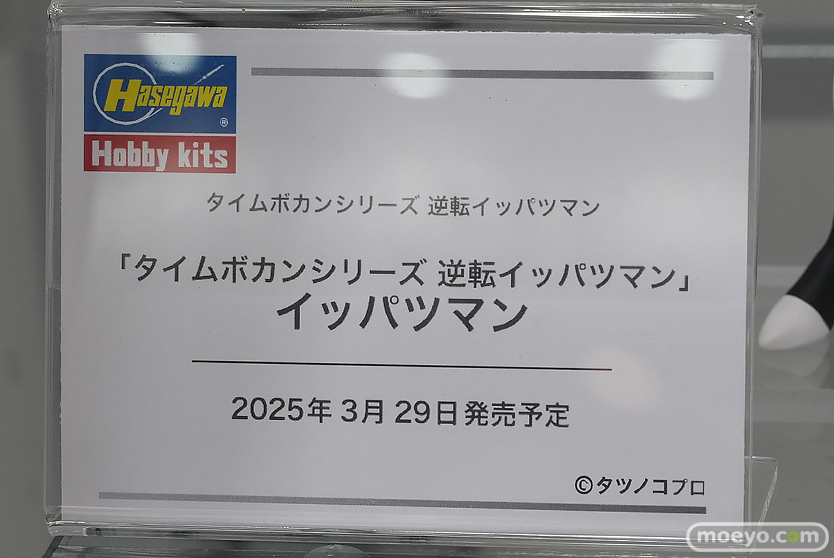 Hasegawa®
Hobby kits
タイムボカンシリーズ 逆転イッパツマン
「タイムボカンシリーズ 逆転イッパツマン」
イッパツマン
2025年 3月 29日発売予定
©タツノコプロ
moeyo.com